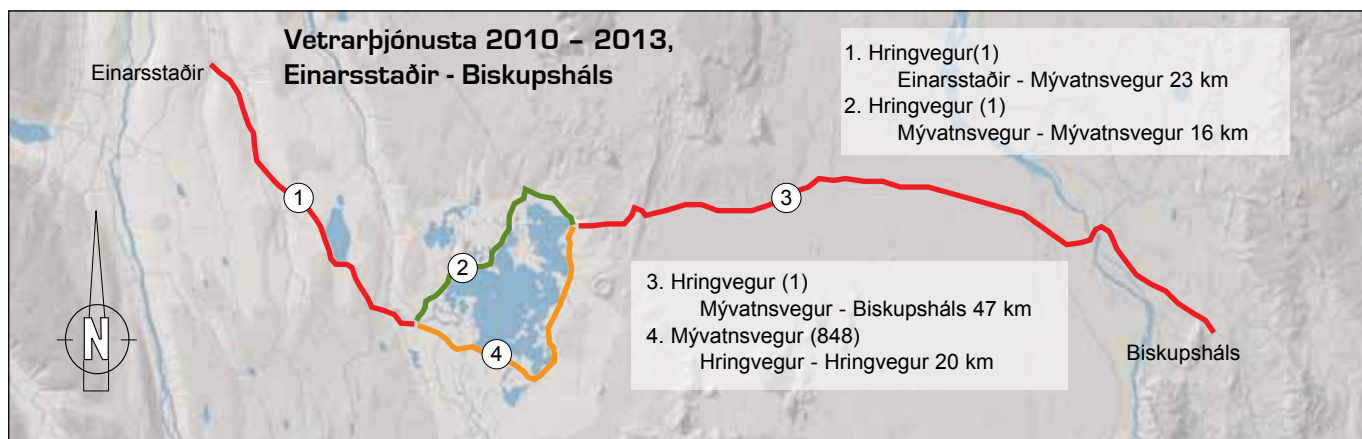 Vetrarþjónusta 2010 – 2013,
Einarsstaðir - Biskupsháls
Einarsstaðir
1. Hringvegur(1)
Einarsstaðir - Mývatnsvegur 23 km
2. Hringvegur (1)
Mývatnsvegur - Mývatnsvegur 16 km
1
3
2
3. Hringvegur (1)
Mývatnsvegur - Biskupsháls 47 km
4. Mývatnsvegur (848)
Hringvegur - Hringvegur 20 km
N
4
Biskupsháls